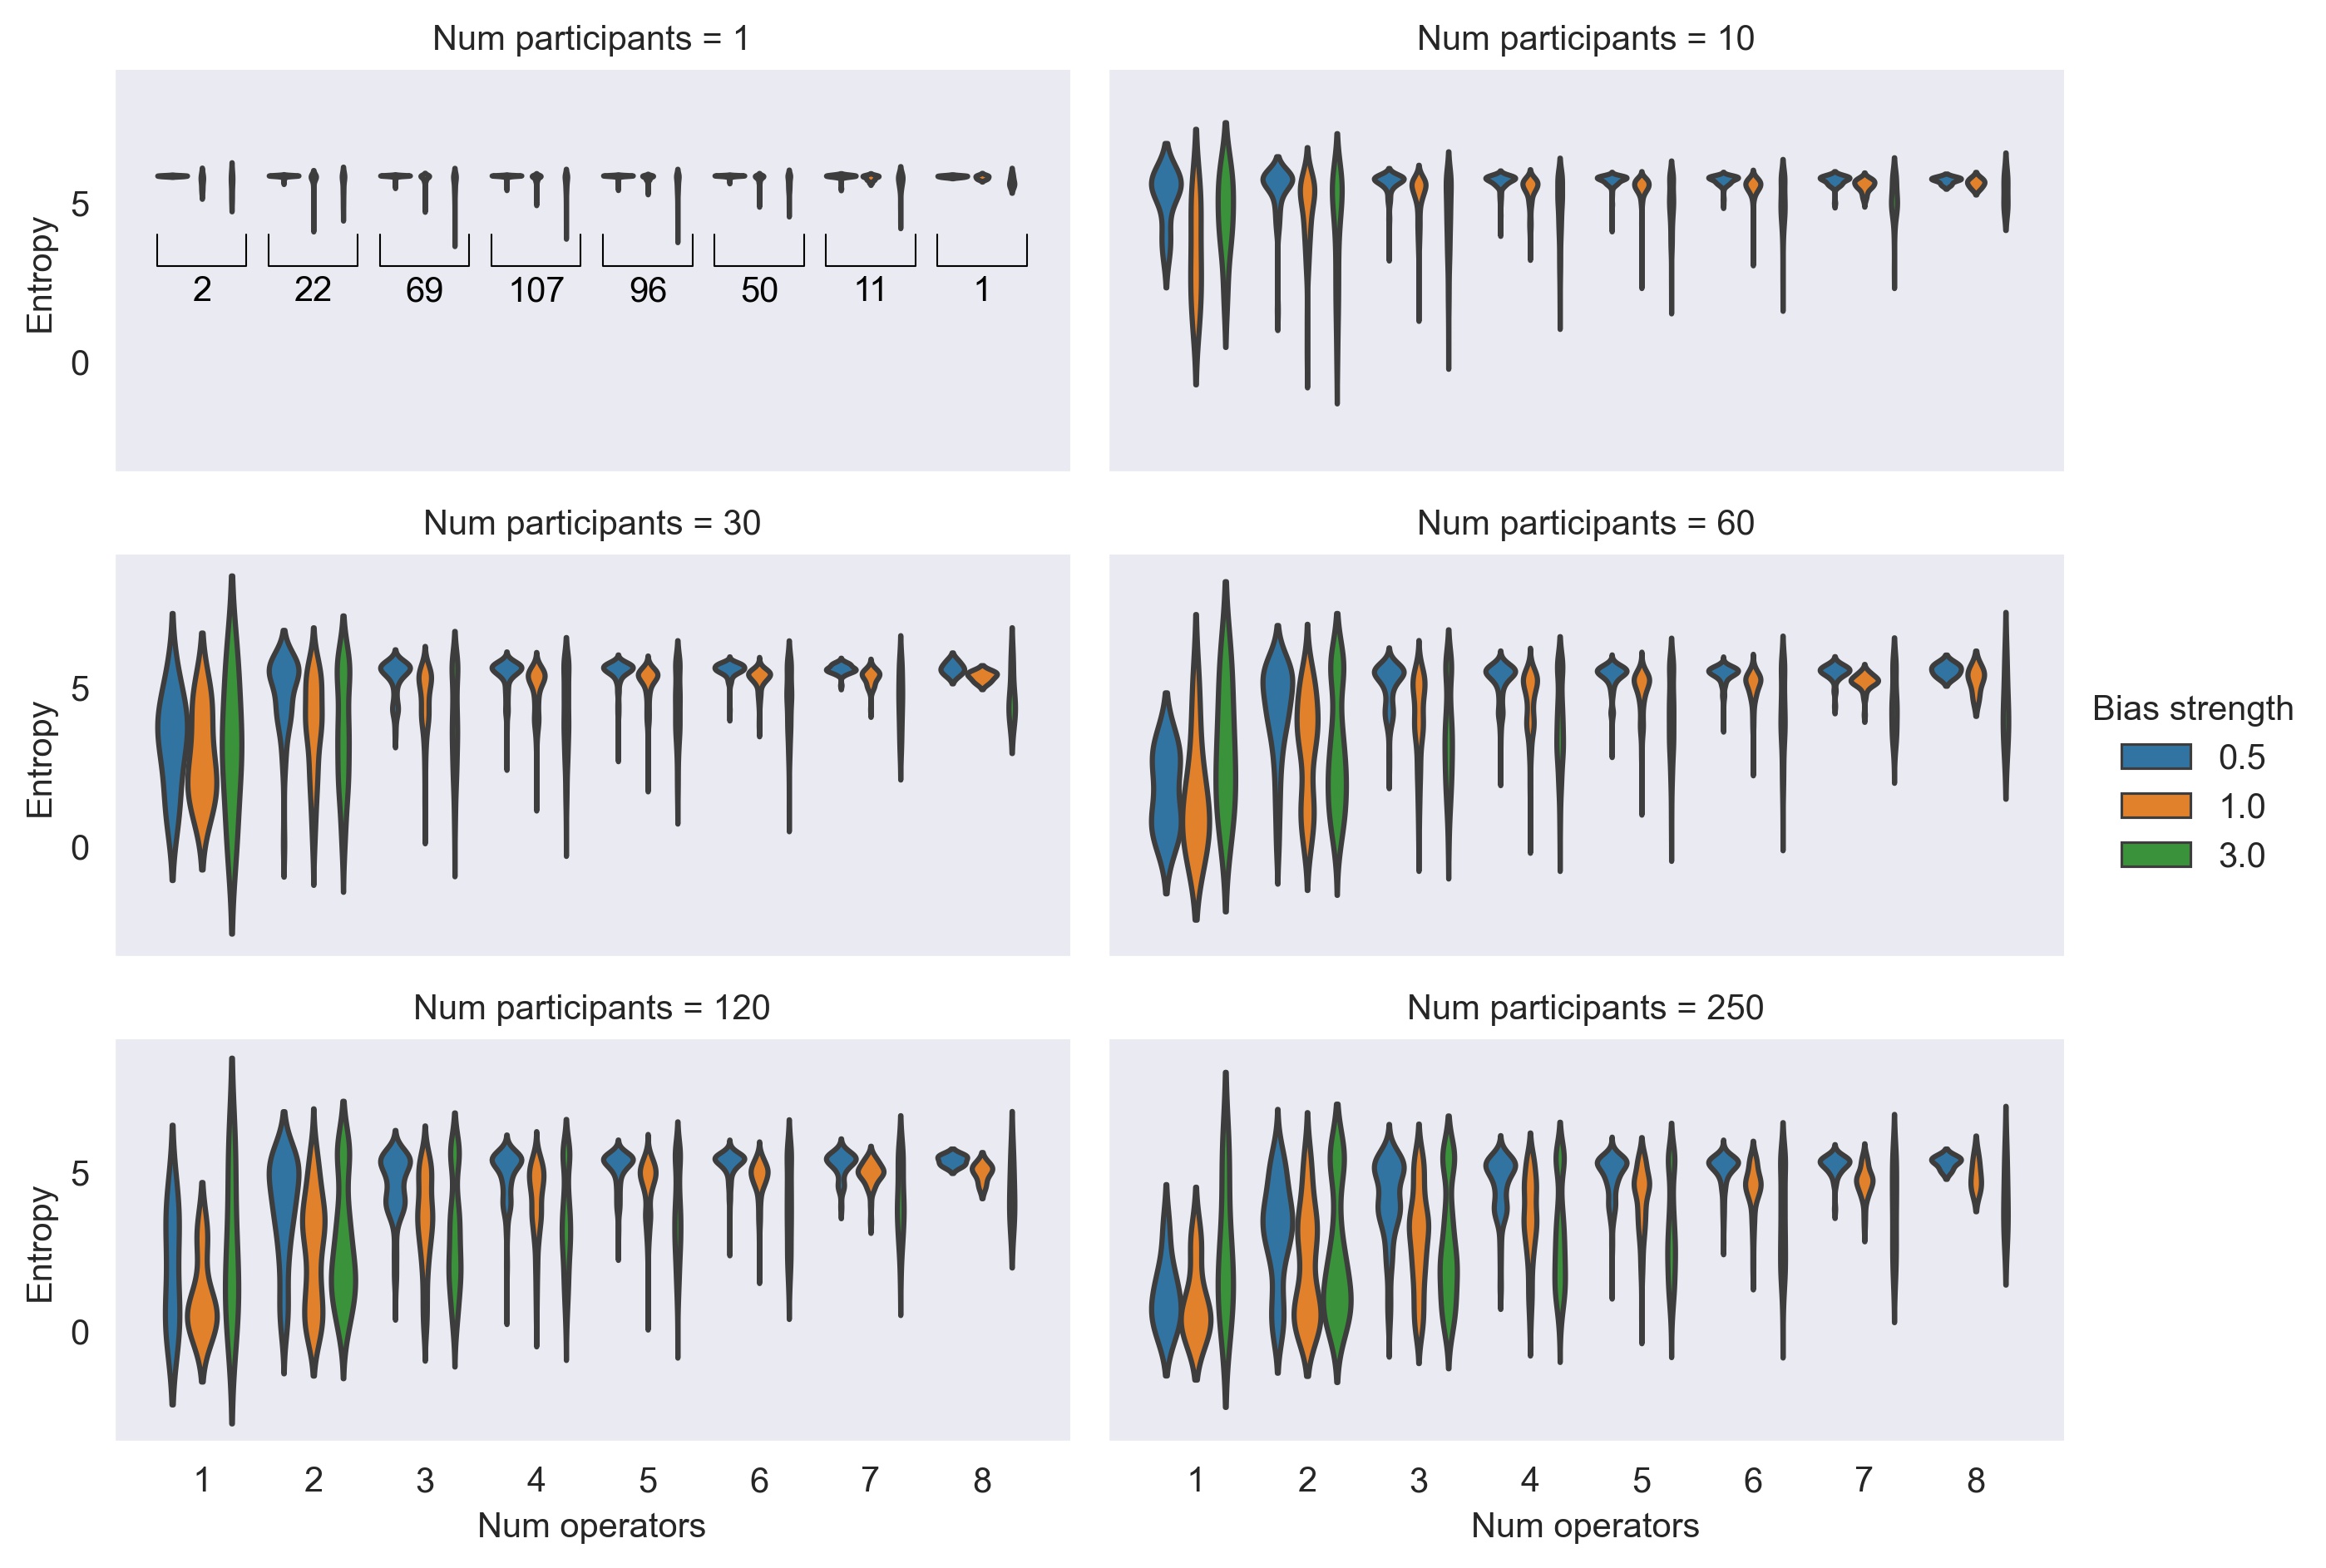 Num participants = 1
Num participants = 10
Entropy
5
0
2 22 69 107 96 50 11 1
Num participants = 30
Num participants = 60
Entropy
5
0
Bias strength
0.5
1.0
3.0
Num participants = 120
Num participants = 250
Entropy
5
0
1 2 3 4 5 6 7 8
1 2 3 4 5 6 7 8
Num operators
Num operators